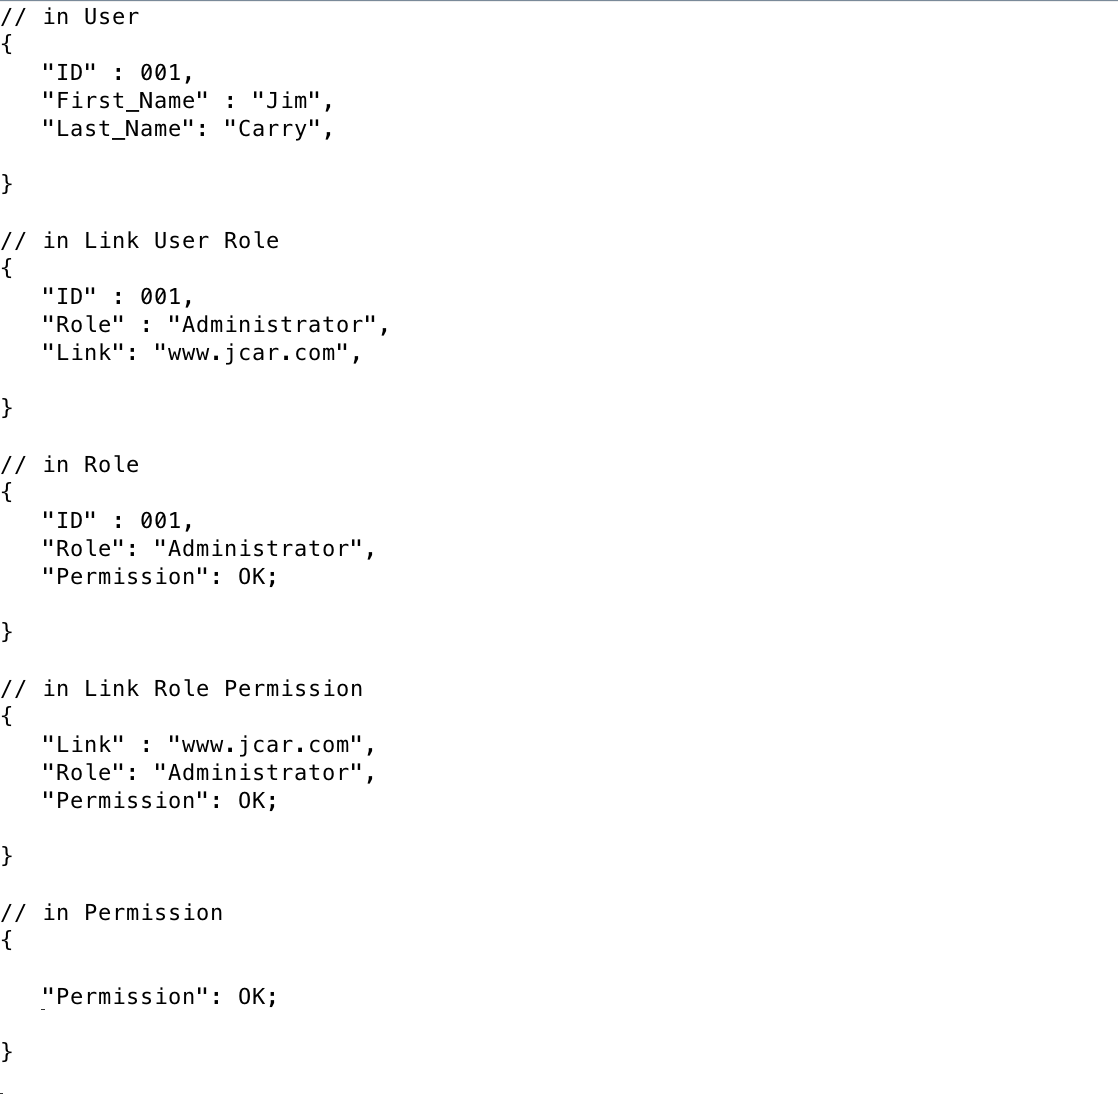 // in User
{
"ID" : 001,
"First_Name" : "Jim",
"Last_Name": "Carry",
}
// in Link User Role
{
"ID" : 001,
"Role" : "Administrator",
"Link": "www.jcar.com",
}
// in Role
{
"ID" : 001,
"Role": "Administrator",
"Permission": OK;
}
// in Link Role Permission
{
"Link" : "www.jcar.com",
"Role": "Administrator",
"Permission": OK;
}
// in Permission
{
"Permission": OK;
}